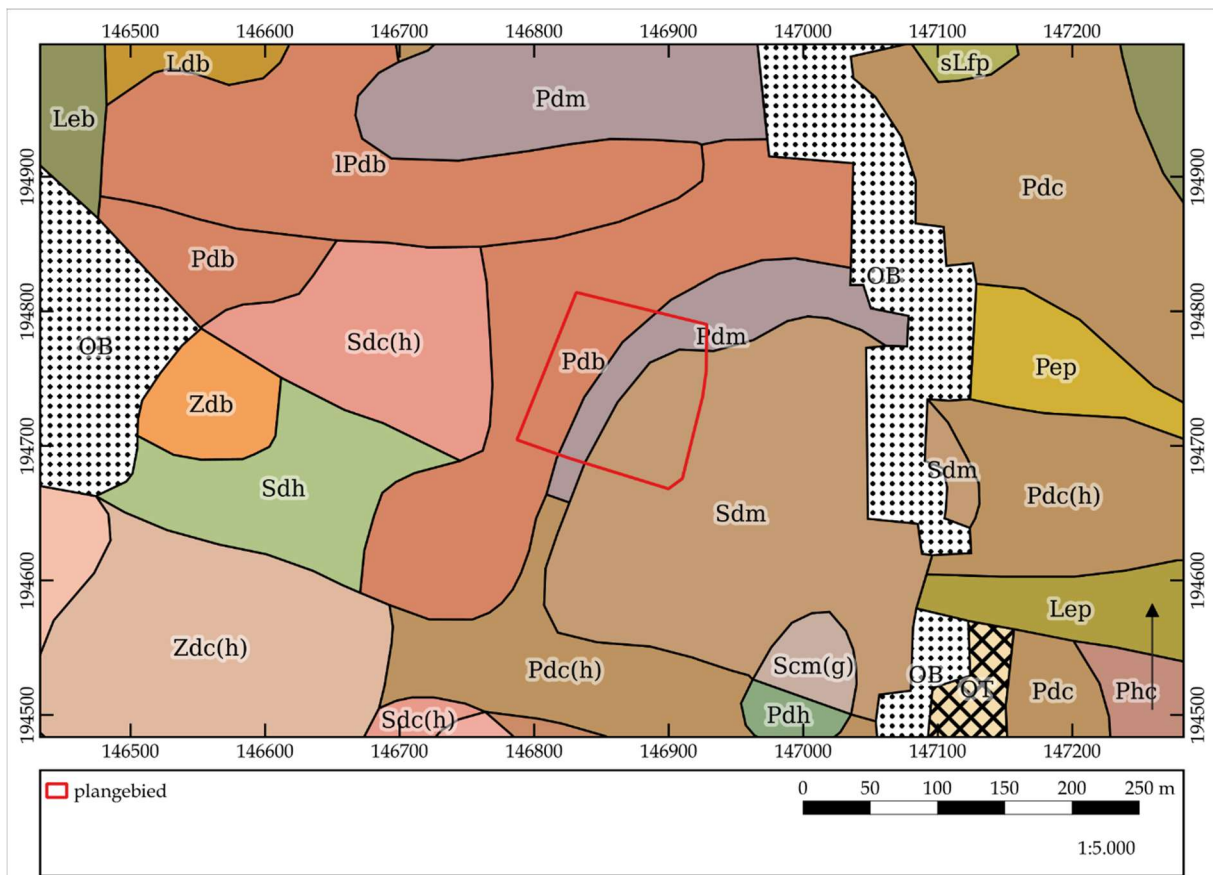 146500 146600 146700 146800 146900 147000 147100 147200
194900 194900
194800 194800
194700 194700
194600 194600
194500 194500
Ldb
sLfp
Leb
Pdm
lPdb
Pdc
Pdb
OB
OB
Sdc(h)
Pdm
Pdb
Pep
Zdb
Sdm
Sdh
Pdc(h)
Sdm
Lep
Zdc(h)
Pdc(h)
Scm(g)
OB
OT
Pdc
Phc
Sdc(h)
Pdh
146500 146600 146700 146800 146900 147000 147100 147200
plangebied
0 50 100 150 200 250 m
1:5.000